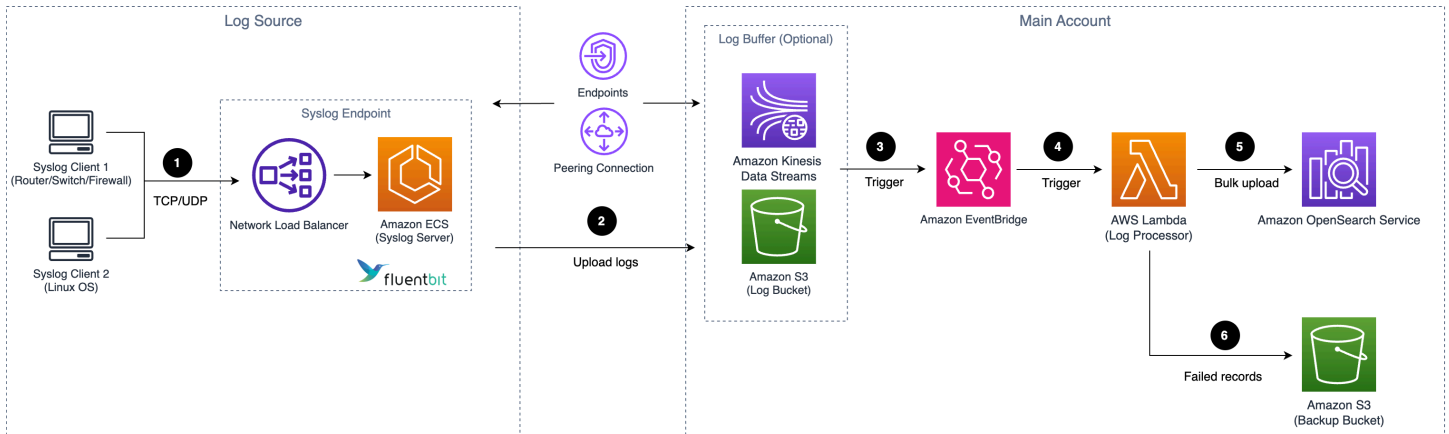 Log Source
Main Account
Log Buffer (Optional)
Endpoints
Peering Connection
Syslog Endpoint
Syslog Client 1
(Router/Switch/Firewall)
1
TCP/UDP
Syslog Client 2
(Linux OS)
Network Load Balancer
Amazon ECS
(Syslog Server)
fluentbit
2
Upload logs
Amazon Kinesis
Data Streams
Amazon S3
(Log Bucket)
3
Trigger
Amazon EventBridge
4
Trigger
AWS Lambda
(Log Processor)
5
Bulk upload
Amazon OpenSearch Service
6
Failed records
Amazon S3
(Backup Bucket)